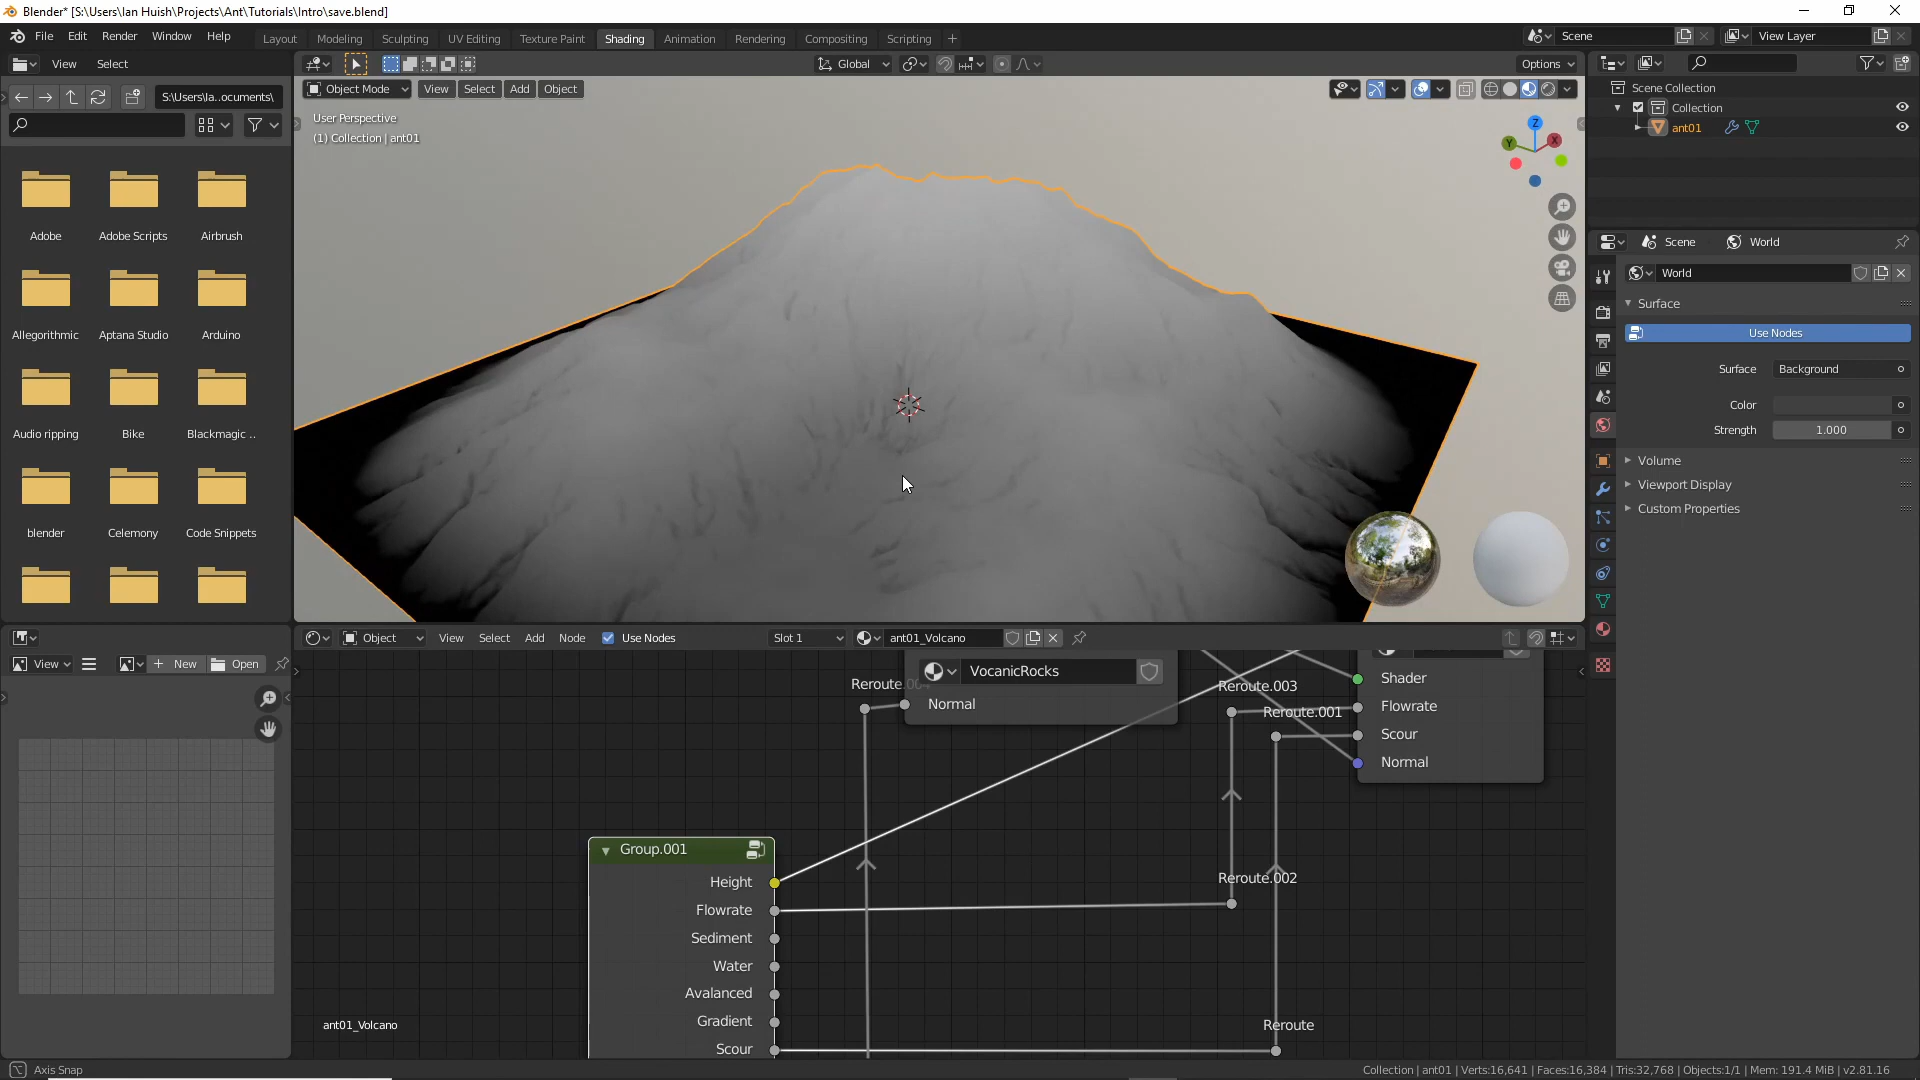 Blender* [S:\Users\Ian Huish\Projects\Ant\Tutorials\Intro\save.blend]
File Edit Render Window Help Layout Modeling Sculpting UV Editing Texture Paint Shading Animation Rendering Compositing Scripting + Scene View Layer
View Select Global Options
S:\Users\Ia..ocuments\
Object Mode View Select Add Object
User Perspective
(1) Collection | ant01
Z
Y
X
Adobe Adobe Scripts Airbrush
Allegorithmic Aptana Studio Arduino
Audio ripping Bike Blackmagic ..
blender Celemony Code Snippets
Scene Collection
Collection
ant01
Scene World
World
Surface
Use Nodes
Surface Background
Color
Strength 1.000
Volume
Viewport Display
Custom Properties
View New Open
Object View Select Add Node Use Nodes Slot 1 ant01_Volcano
VocanicRocks
Reroute.004
Normal
Reroute.003
Reroute.001
Shader
Flowrate
Scour
Normal
Group.001
Height
Flowrate
Sediment
Water
Avalanced
Gradient
Scour
Reroute.002
Reroute
ant01_Volcano
Axis Snap
Collection | ant01 | Verts:16,641 | Faces:16,384 | Tris:32,768 | Objects:1/1 | Mem: 191.4 MiB | v2.81.16